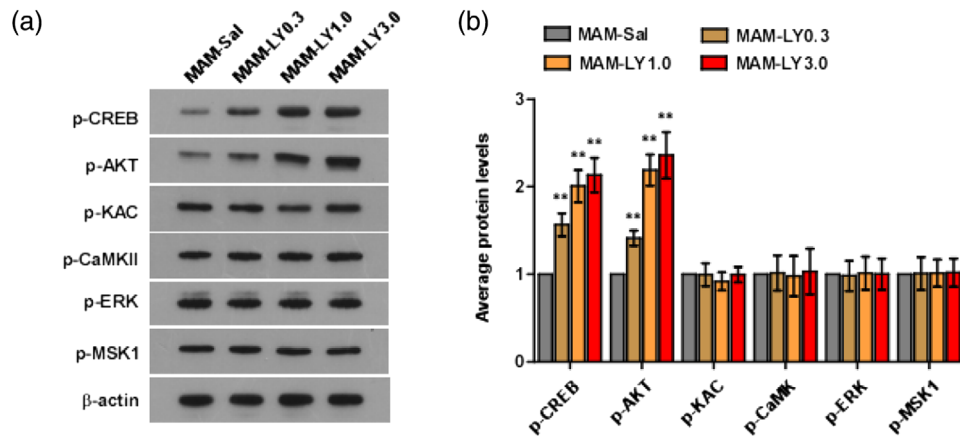 (a)
MAM-Sal
MAM-LY0.3
MAM-LY1.0
MAM-LY3.0
p-CREB
p-AKT
p-KAC
p-CaMKII
p-ERK
p-MSK1
β-actin
(b)
MAM-Sal
MAM-LY0.3
MAM-LY1.0
MAM-LY3.0
Average protein levels
3
2
1
0
**
**
**
**
**
**
p-CREB
p-AKT
p-KAC
p-CaMK
p-ERK
p-MSK1